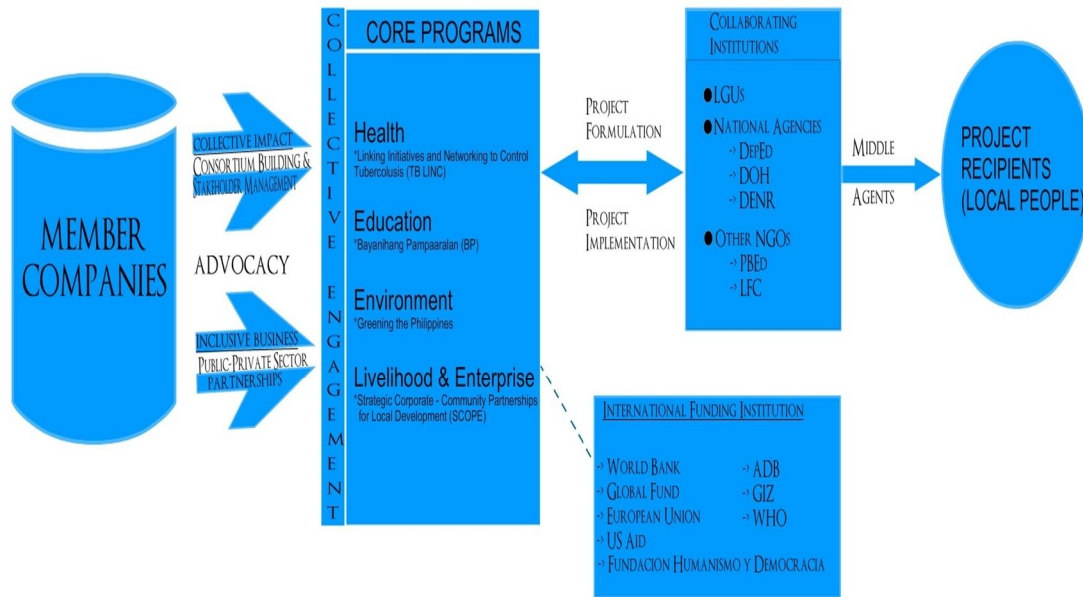 MEMBER
COMPANIES
COLLECTIVE IMPACT
CONSORTIUM BUILDING &
STAKEHOLDER MANAGEMENT
ADVOCACY
INCLUSIVE BUSINESS
PUBLIC-PRIVATE SECTOR
PARTNERSHIPS
COLLECTIVE ENGAGEMENT
CORE PROGRAMS
Health
*Linking Initiatives and Networking to Control
Tubercolusis (TB LINC)
Education
*Bayanihang Pampaaralan (BP)
Environment
*Greening the Philippines
Livelihood & Enterprise
*Strategic Corporate - Community Partnerships
for Local Development (SCOPE)
PROJECT
FORMULATION
PROJECT
IMPLEMENTATION
COLLABORATING
INSTITUTIONS
●LGUS
●NATIONAL AGENCIES
-> DEPED
-> DOH
-> DENR
●OTHER NGOS
-> PBED
-> LFC
MIDDLE
AGENTS
PROJECT
RECIPIENTS
(LOCAL PEOPLE)
INTERNATIONAL FUNDING INSTITUTION
-> WORLD BANK
-> GLOBAL FUND
-> EUROPEAN UNION
-> US AID
-> FUNDACION HUMANISMO Y DEMOCRACIA
-> ADB
-> GIZ
-> WHO